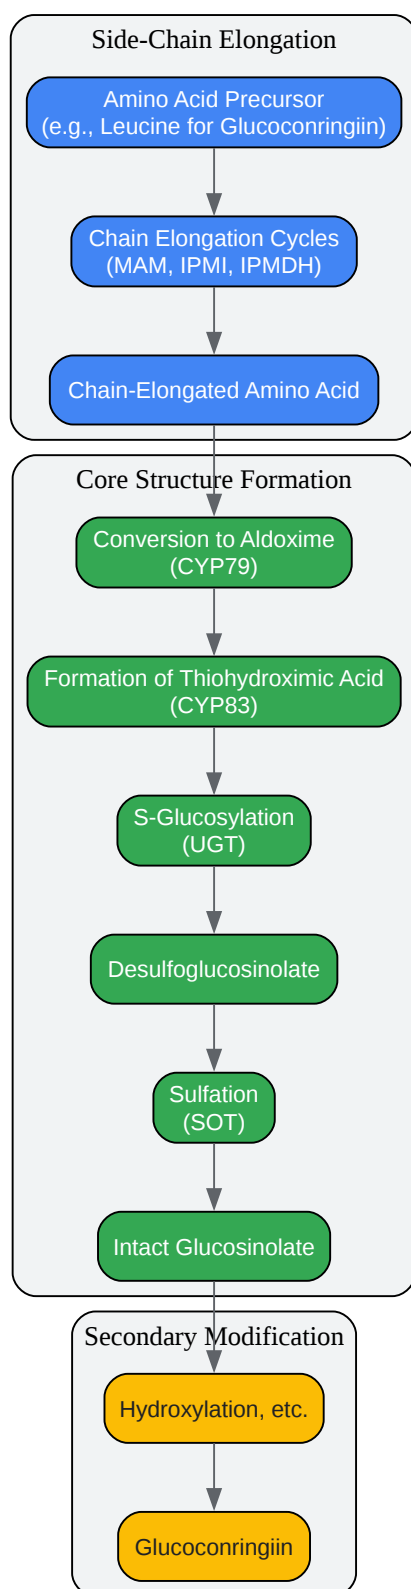 Side-Chain Elongation
Amino Acid Precursor
(e.g., Leucine for Glucoconringiin)
Chain Elongation Cycles
(MAM, IPMI, IPMDH)
Chain-Elongated Amino Acid
Core Structure Formation
Conversion to Aldoxime
(CYP79)
Formation of Thiohydroximic Acid
(CYP83)
S-Glucosylation
(UGT)
Desulfoglucosinolate
Sulfation
(SOT)
Intact Glucosinolate
Secondary Modification
Hydroxylation, etc.
Glucoconringiin